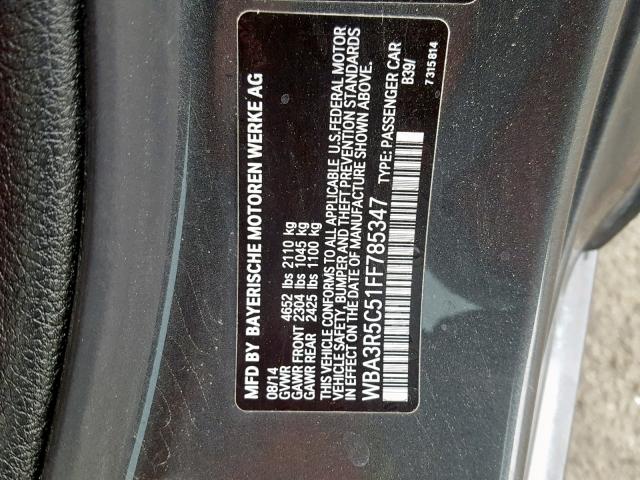 MFD BY BAYERISCHE MOTOREN WERKE AG
08/14
GVWR 4652 lbs 2110 kg
GAWR FRONT 2304 lbs 1045 kg
GAWR REAR 2425 lbs 1100 kg
THIS VEHICLE CONFORMS TO ALL APPLICABLE U.S. FEDERAL MOTOR
VEHICLE SAFETY, BUMPER AND THEFT PREVENTION STANDARDS
IN EFFECT ON THE DATE OF MANUFACTURE SHOWN ABOVE.
WBA3R5C51FF785347 TYPE: PASSENGER CAR
B39/
7315814